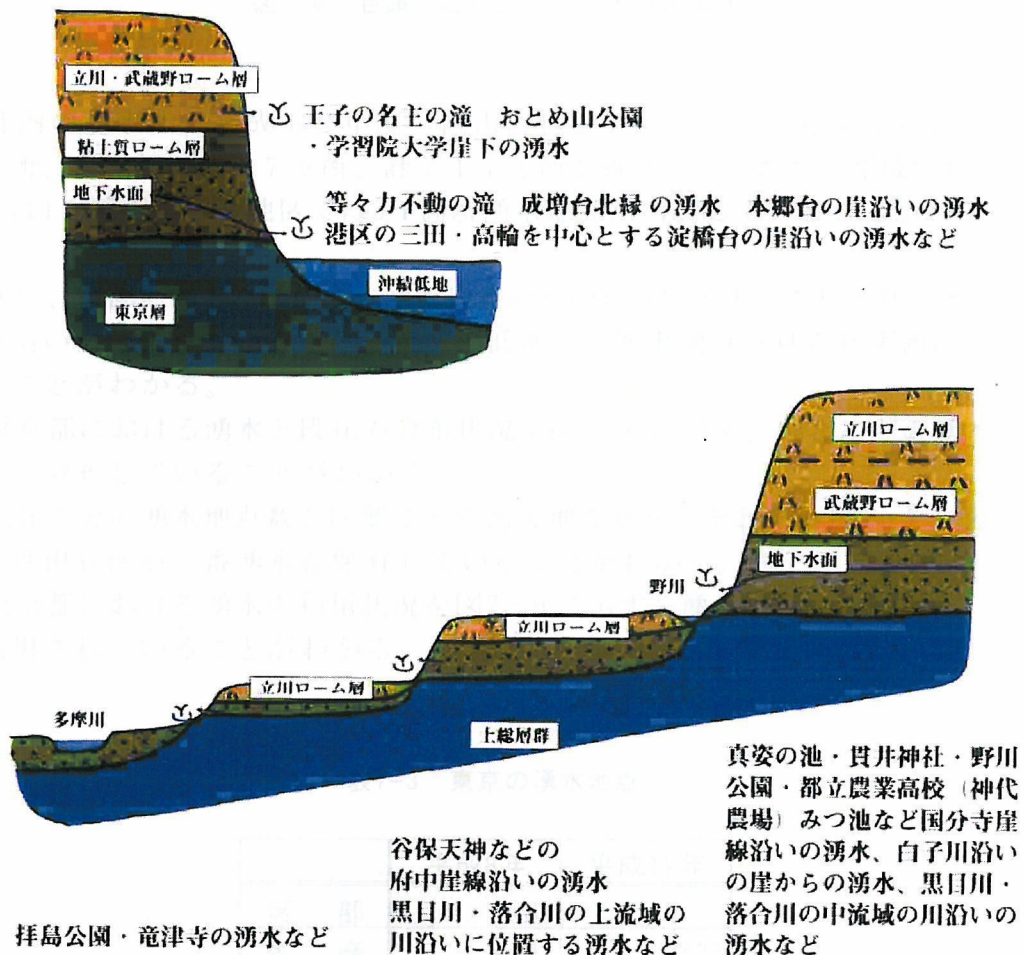 立川・武蔵野ローム層
王子の名主の滝 おとめ山公園
・学習院大学崖下の湧水
粘土質ローム層
地下水面
等々力不動の滝 成増台北縁の湧水 本郷台の崖沿いの湧水
港区の三田・高輪を中心とする淀橋台の崖沿いの湧水など
沖積低地
東京層
立川ローム層
武蔵野ローム層
地下水面
野川
立川ローム層
立川ローム層
多摩川
上総層群
真姿の池・貫井神社・野川
公園・都立農業高校（神代
農場）みつ池など国分寺崖
線沿いの湧水、白子川沿い
の崖からの湧水、黒目川・
落合川の中流域の川沿いの
湧水など
谷保天神などの
府中崖線沿いの湧水
黒目川・落合川の上流域の
川沿いに位置する湧水など
拝島公園・竜津寺の湧水など